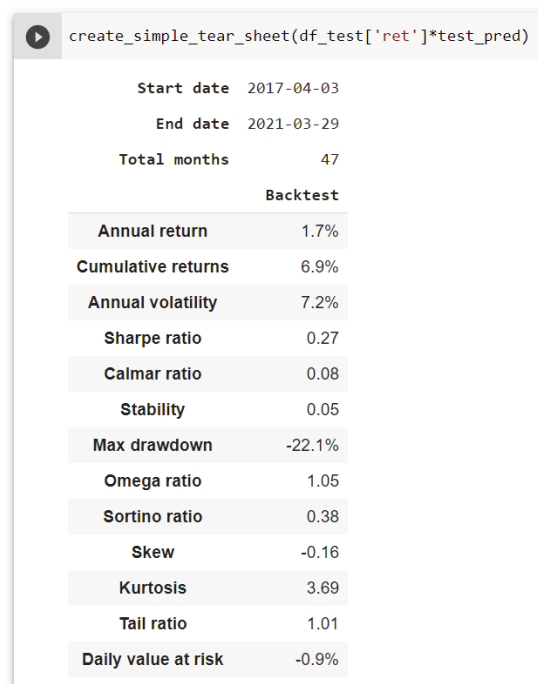 create_simple_tear_sheet(df_test['ret']*test_pred)
Start date 2017-04-03
End date 2021-03-29
Total months 47
Backtest
Annual return 1.7%
Cumulative returns 6.9%
Annual volatility 7.2%
Sharpe ratio 0.27
Calmar ratio 0.08
Stability 0.05
Max drawdown -22.1%
Omega ratio 1.05
Sortino ratio 0.38
Skew -0.16
Kurtosis 3.69
Tail ratio 1.01
Daily value at risk -0.9%